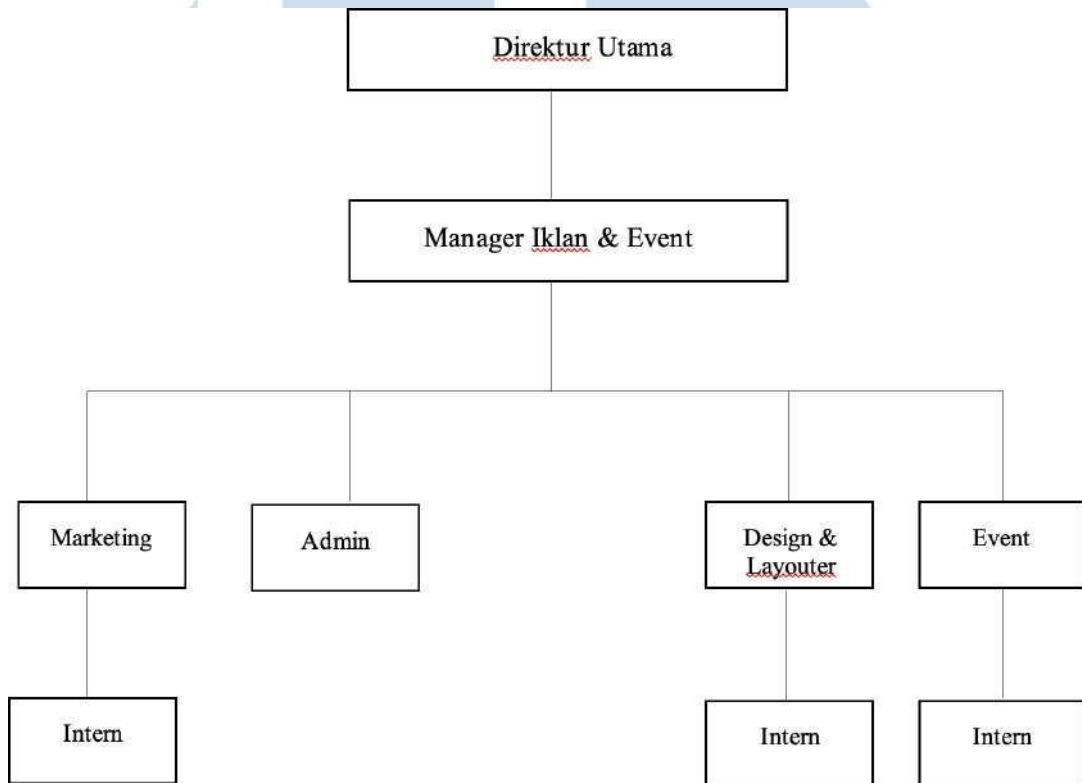 Direktur Utama
Manager Iklan & Event
Marketing
Admin
Design &
Layouter
Event
Intern
Intern
Intern